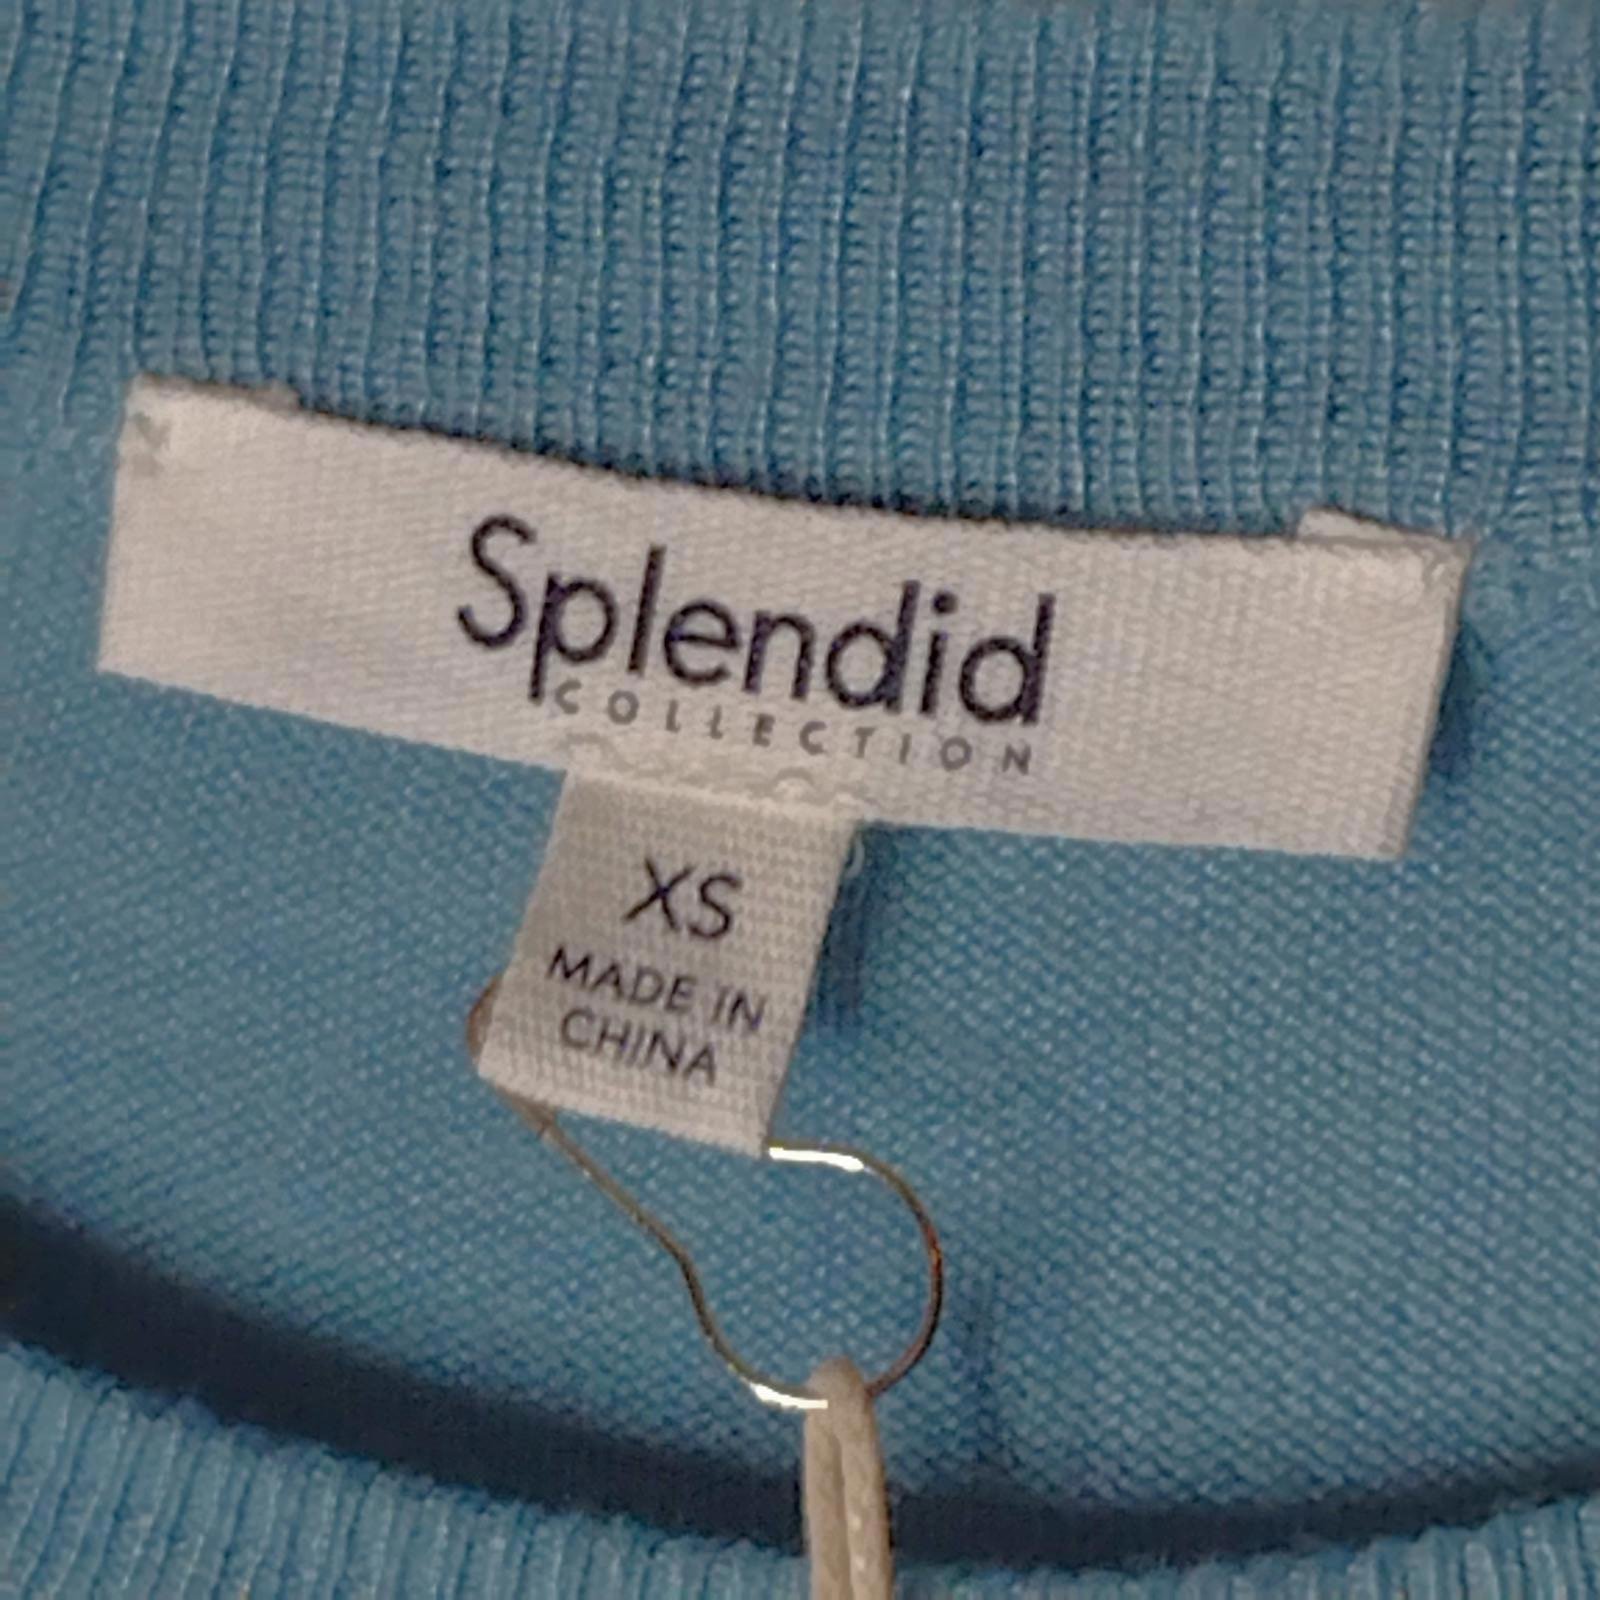 Splendid
COLLECTION
XS
MADE IN
CHINA